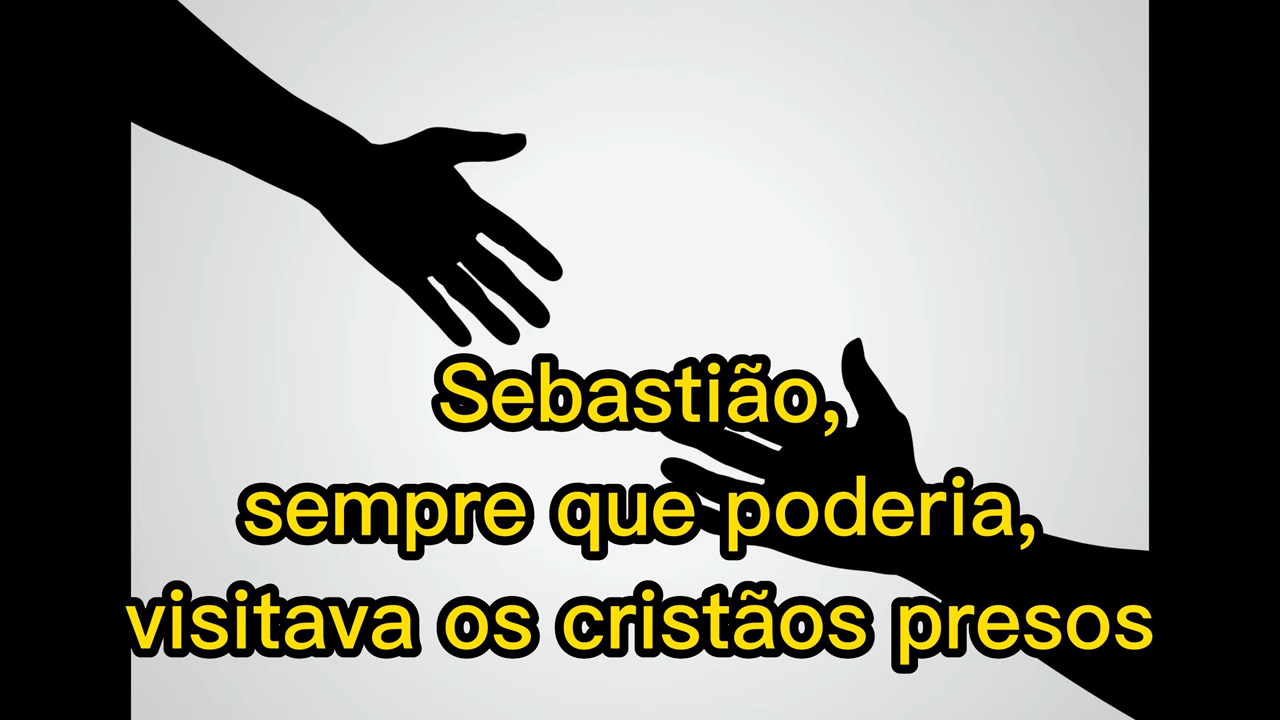 Sebastião,
sempre que poderia,
visitava os cristãos presos